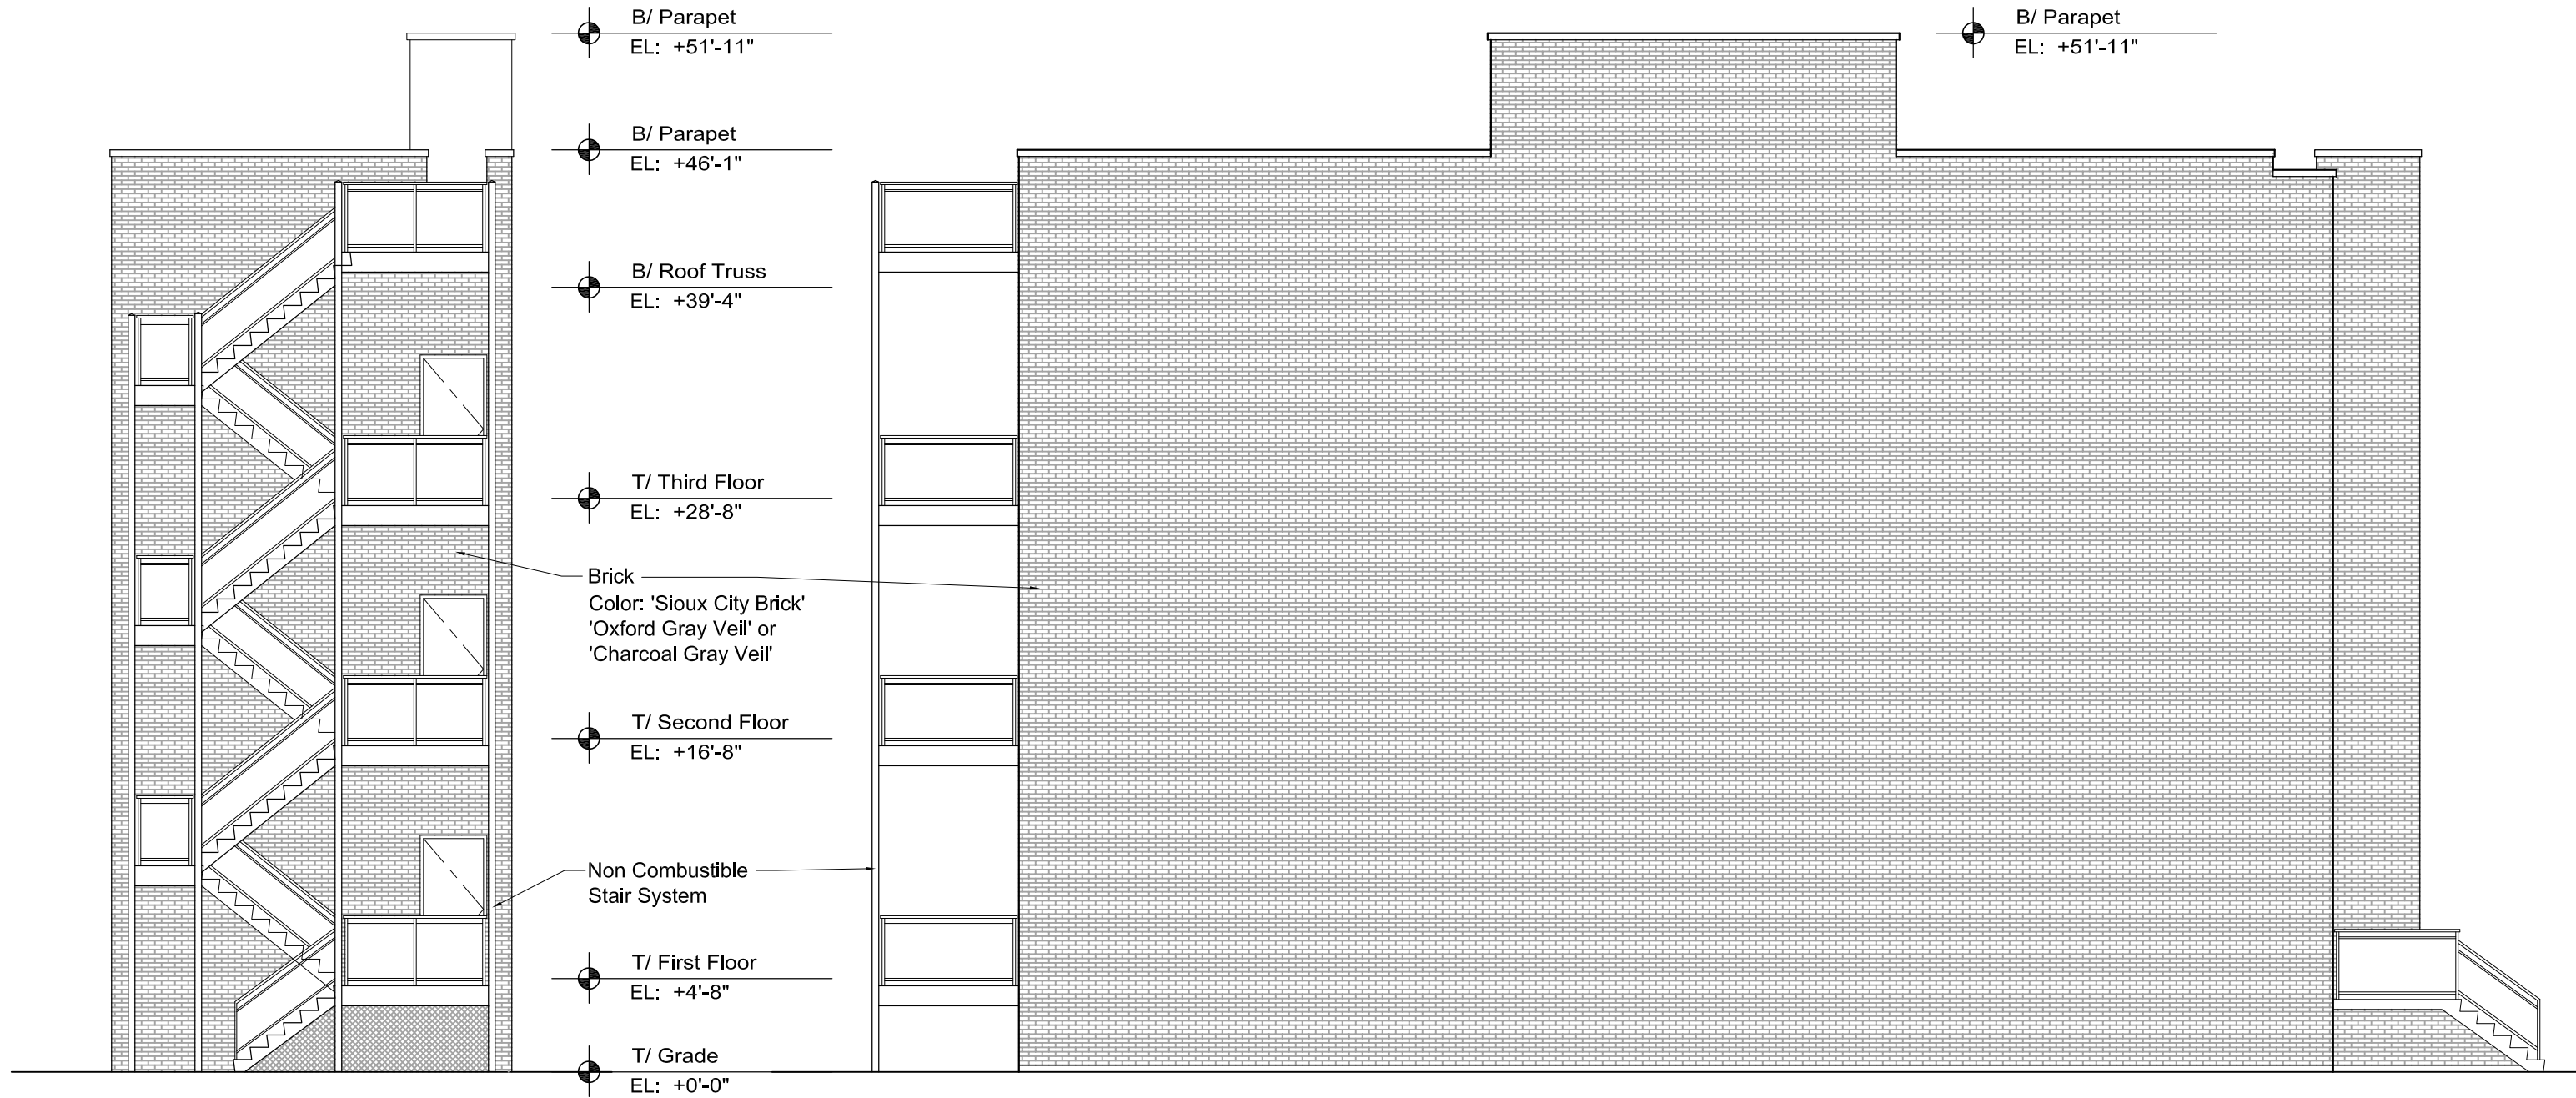 B/ Parapet
EL: +51'-11"
B/ Parapet
EL: +51'-11"
B/ Parapet
EL: +46'-1"
B/ Roof Truss
EL: +39'-4"
T/ Third Floor
EL: +28'-8"
Brick
Color: 'Sioux City Brick'
'Oxford Gray Veil' or
'Charcoal Gray Veil'
T/ Second Floor
EL: +16'-8"
Non Combustible
Stair System
T/ First Floor
EL: +4'-8"
T/ Grade
EL: +0'-0"